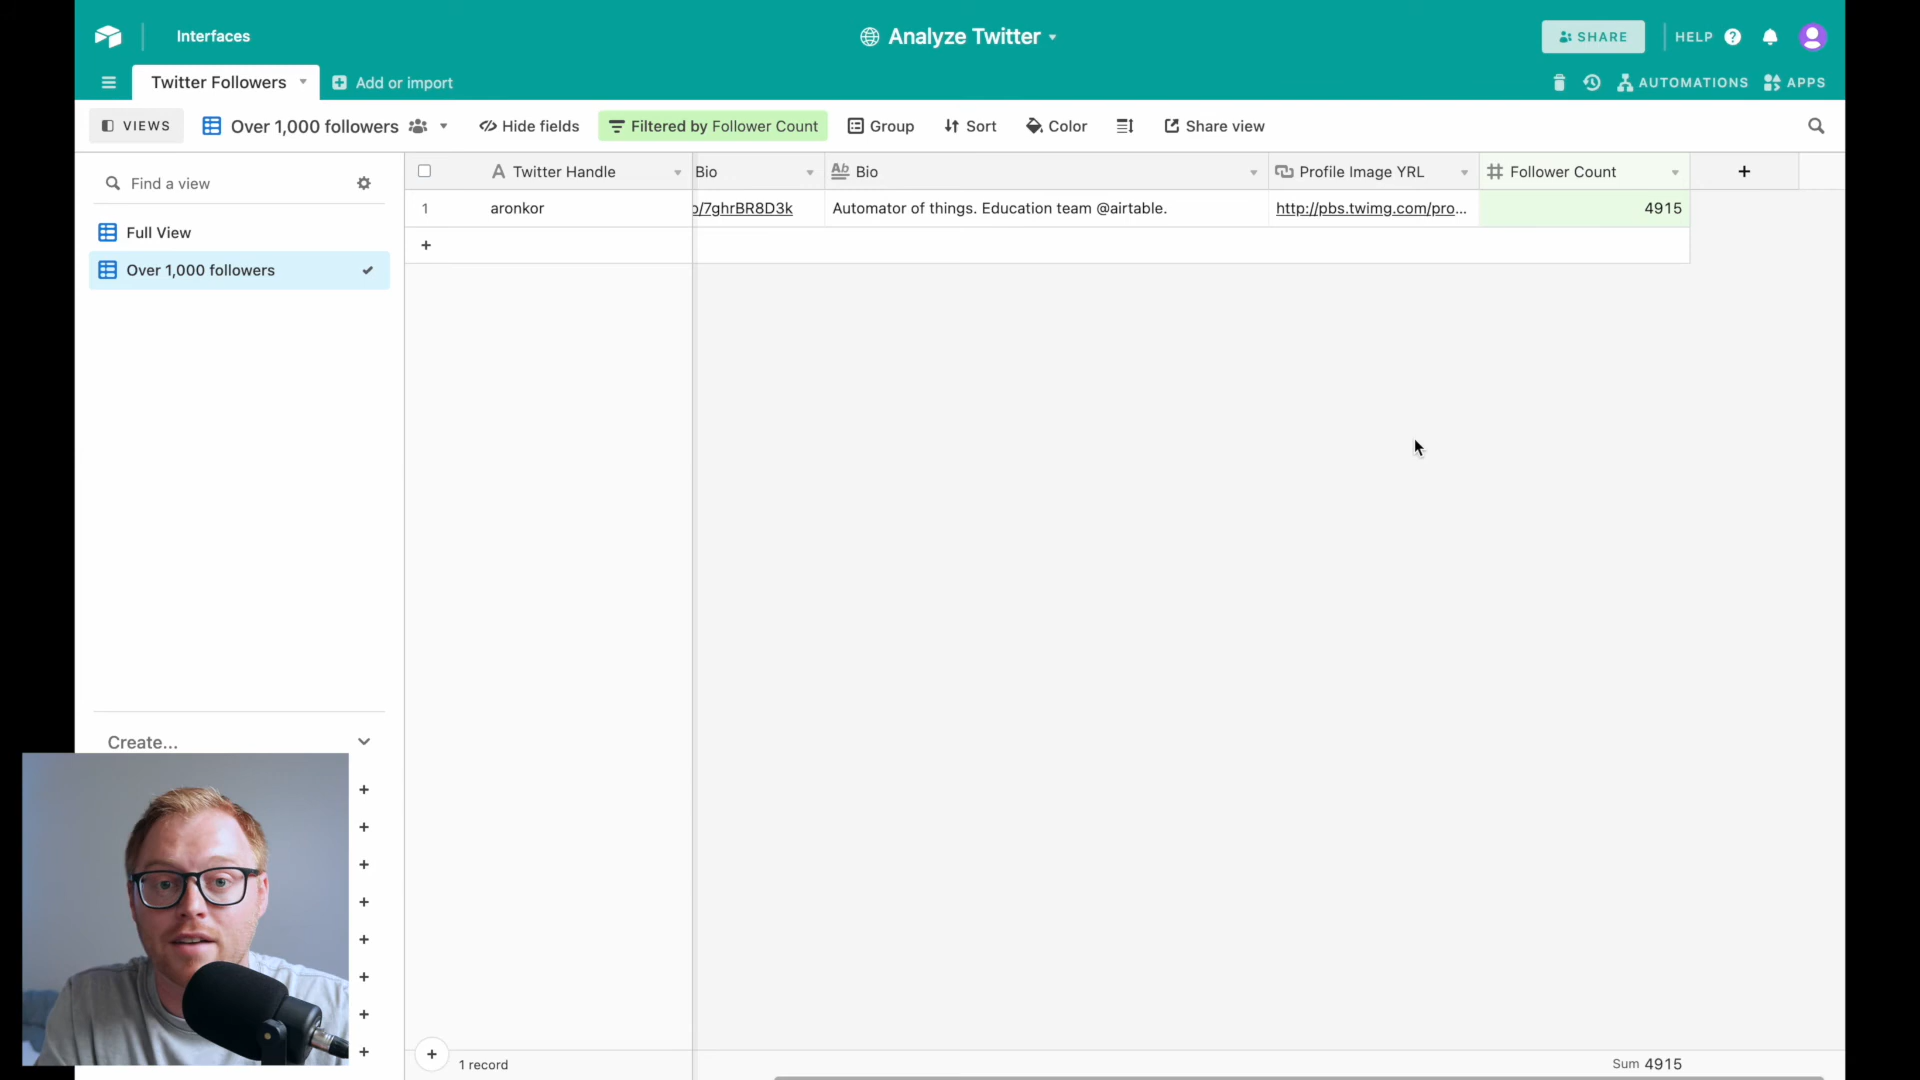 Interfaces
Analyze Twitter
SHARE
HELP
Twitter Followers
Add or import
AUTOMATIONS
APPS
VIEWS
Over 1,000 followers
Hide fields
Filtered by Follower Count
Group
Sort
Color
Share view
Find a view
Full View
Over 1,000 followers
Create...
Twitter Handle
Bio
Bio
Profile Image YRL
Follower Count
1
aronkor
o/7ghrBR8D3k
Automator of things. Education team @airtable.
http://pbs.twimg.com/pro...
4915
1 record
Sum 4915